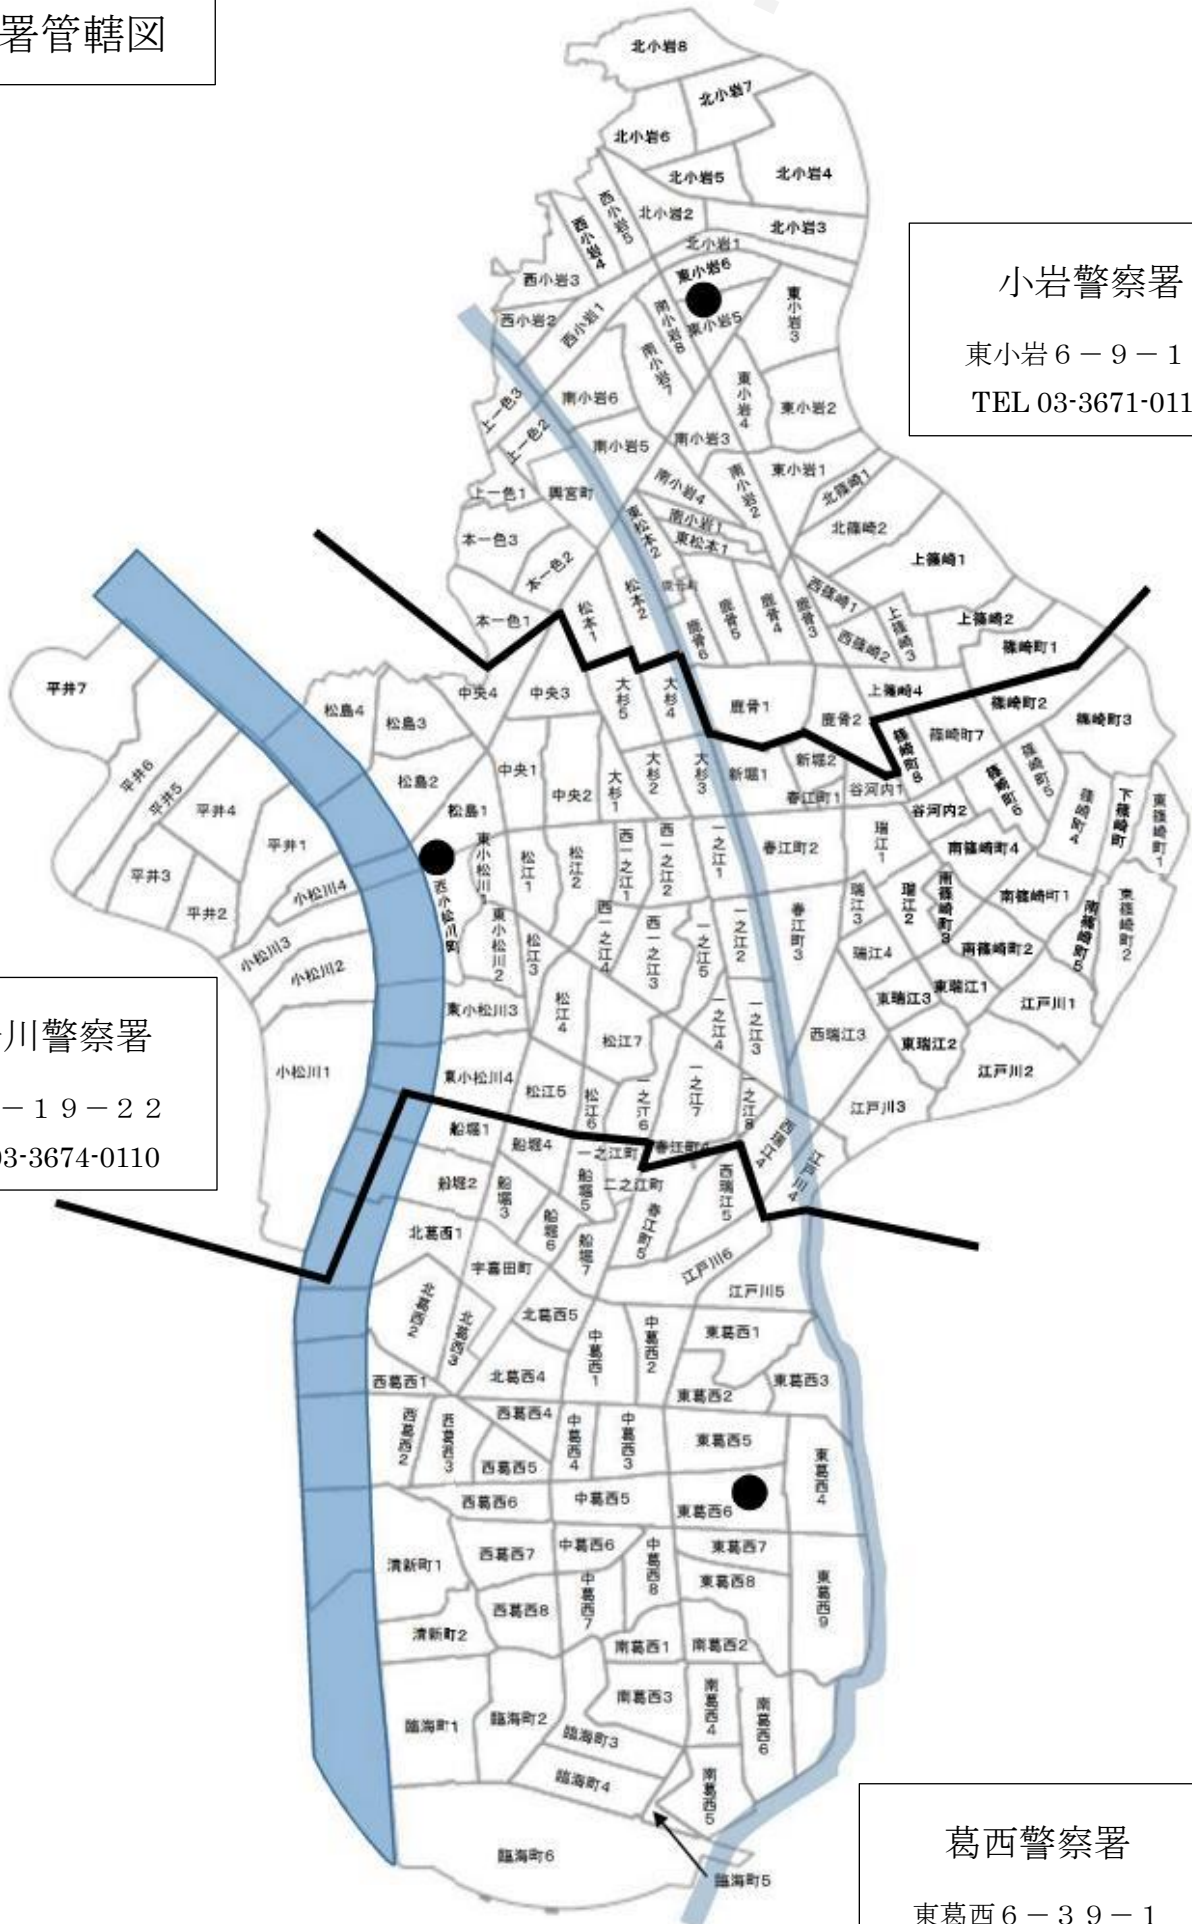 署管轄図
北小岩8
北小岩7
北小岩6
北小岩5
北小岩4
西小岩5
北小岩2
北小岩3
西小岩4
北小岩1
東小岩6
西小岩3
東小岩3
西小岩2
西小岩1
南小岩8
東小岩5
南小岩7
小岩警察署
東小岩6-9-1
TEL 03-3671-011
上一色3
南小岩6
東小岩4
東小岩2
上一色2
南小岩5
南小岩3
東小岩1
上一色1
興宮町
南小岩4
南小岩2
北篠崎1
南小岩1
北篠崎2
本一色3
東松本2
東松本1
上篠崎1
本一色2
松本2
鹿骨町
西篠崎1
本一色1
松本1
鹿骨6
鹿骨5
鹿骨4
鹿骨3
西篠崎2
上篠崎3
上篠崎2
篠崎町1
平井7
松島4
松島3
中央4
中央3
大杉5
大杉4
鹿骨1
鹿骨2
上篠崎4
篠崎町2
篠崎町3
平井6
平井5
平井4
松島2
中央1
中央2
大杉1
大杉2
大杉3
新堀1
新堀2
篠崎町8
篠崎町7
篠崎町5
松島1
春江町1
谷河内1
谷河内2
篠崎町6
篠崎町4
下篠崎町
東篠崎町1
平井1
平井3
平井2
小松川4
西小松川町
東小松川1
松江1
松江2
西一之江1
西一之江2
一之江1
春江町2
瑞江1
南篠崎町4
小松川3
小松川2
東小松川2
松江3
西一之江4
西一之江3
一之江5
一之江2
春江町3
瑞江3
瑞江2
南篠崎町3
南篠崎町1
南篠崎町5
東篠崎町2
瑞江4
南篠崎町2
川警察署
-19-22
03-3674-0110
小松川1
東小松川3
松江4
松江7
一之江4
一之江3
西瑞江3
東瑞江3
東瑞江1
江戸川1
東瑞江2
江戸川2
東小松川4
松江5
松江6
一之江6
一之江7
一之江8
西瑞江4
江戸川3
船堀1
船堀4
一之江町
春江町4
江戸川4
船堀2
船堀3
船堀5
二之江町
西瑞江5
北葛西1
船堀6
船堀7
春江町5
宇喜田町
江戸川6
江戸川5
北葛西2
北葛西3
北葛西5
中葛西1
中葛西2
東葛西1
西葛西1
北葛西4
東葛西2
東葛西3
西葛西2
西葛西3
西葛西4
中葛西4
中葛西3
東葛西5
東葛西4
西葛西5
西葛西6
中葛西5
東葛西6
清新町1
西葛西7
中葛西6
中葛西8
東葛西7
東葛西8
東葛西9
西葛西8
中葛西7
清新町2
南葛西1
南葛西2
臨海町1
臨海町2
南葛西3
南葛西4
南葛西6
臨海町3
臨海町4
南葛西5
臨海町6
臨海町5
葛西警察署
東葛西6-39-1